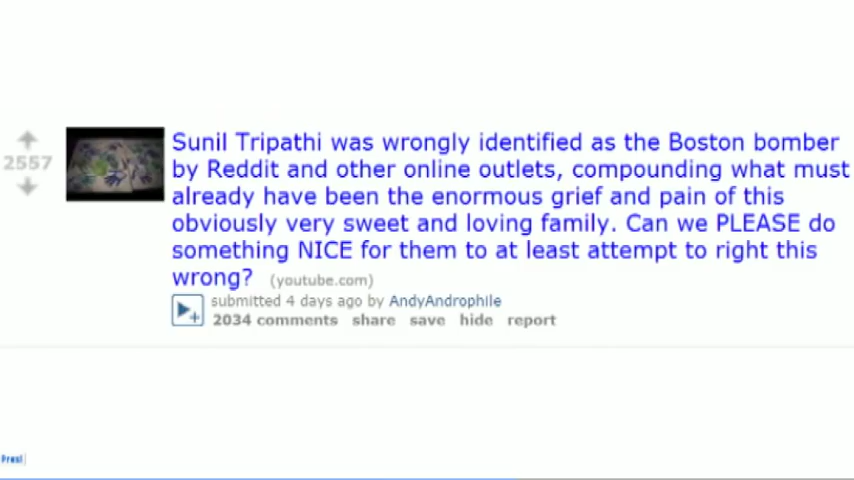 Sunil Tripathi was wrongly identified as the Boston bomber
2557
by Reddit and other online outlets, compounding what must
already have been the enormous grief and pain of this
obviously very sweet and loving family. Can we PLEASE do
something NICE for them to at least attempt to right this
wrong? (youtube.com)
submitted 4 days ago by AndyAndrophile
2034 comments share save hide report